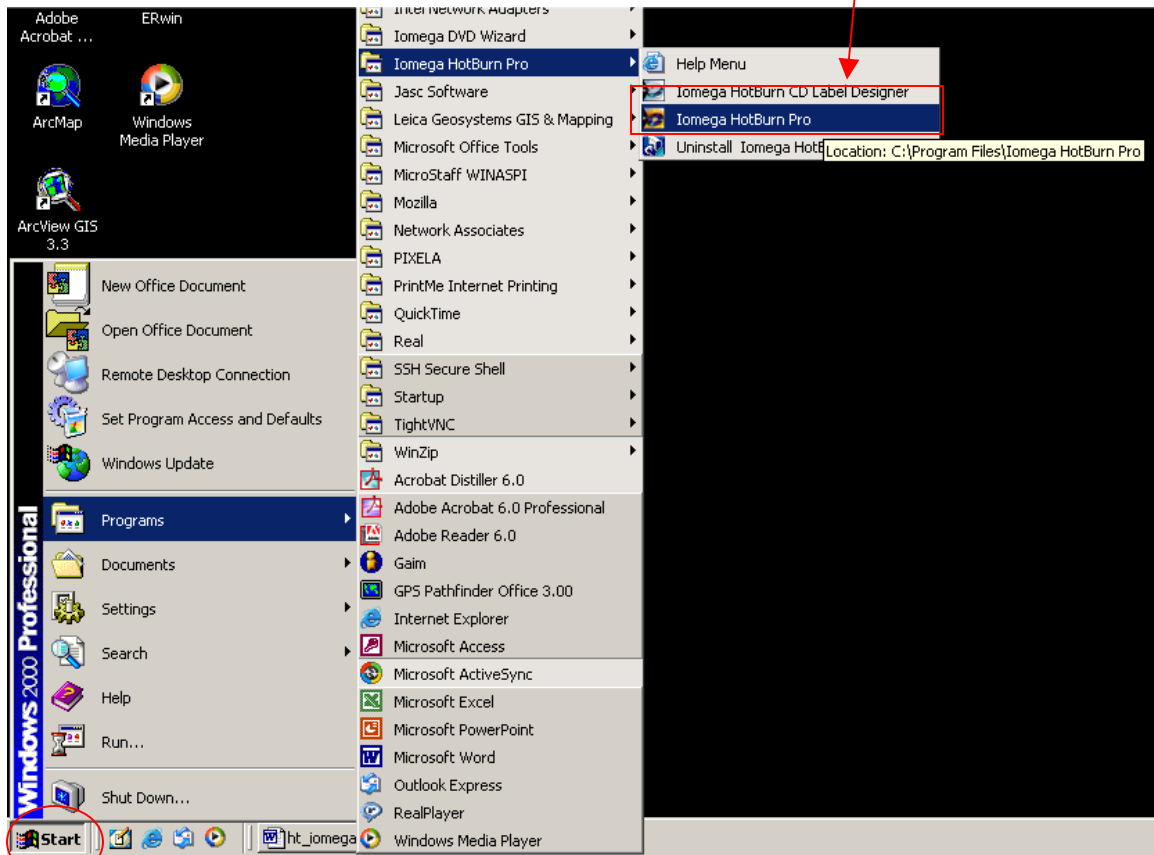 Adobe
Acrobat ...
ERwin
ArcMap
Windows
Media Player
ArcView GIS
3.3
New Office Document
Open Office Document
Remote Desktop Connection
Set Program Access and Defaults
Windows Update
Programs
Documents
Settings
Search
Help
Run...
Shut Down...
Windows 2000 Professional
Intel Network Adapters
Iomega DVD Wizard
Iomega HotBurn Pro
Jasc Software
Leica Geosystems GIS & Mapping
Microsoft Office Tools
MicroStaff WINASPI
Mozilla
Network Associates
PIXELA
PrintMe Internet Printing
QuickTime
Real
SSH Secure Shell
Startup
TightVNC
WinZip
Acrobat Distiller 6.0
Adobe Acrobat 6.0 Professional
Adobe Reader 6.0
Gaim
GPS Pathfinder Office 3.00
Internet Explorer
Microsoft Access
Microsoft ActiveSync
Microsoft Excel
Microsoft PowerPoint
Microsoft Word
Outlook Express
RealPlayer
Windows Media Player
Help Menu
Iomega HotBurn CD Label Designer
Iomega HotBurn Pro
Uninstall Iomega HotB
Location: C:\Program Files\Iomega HotBurn Pro
Start
ht_iomega